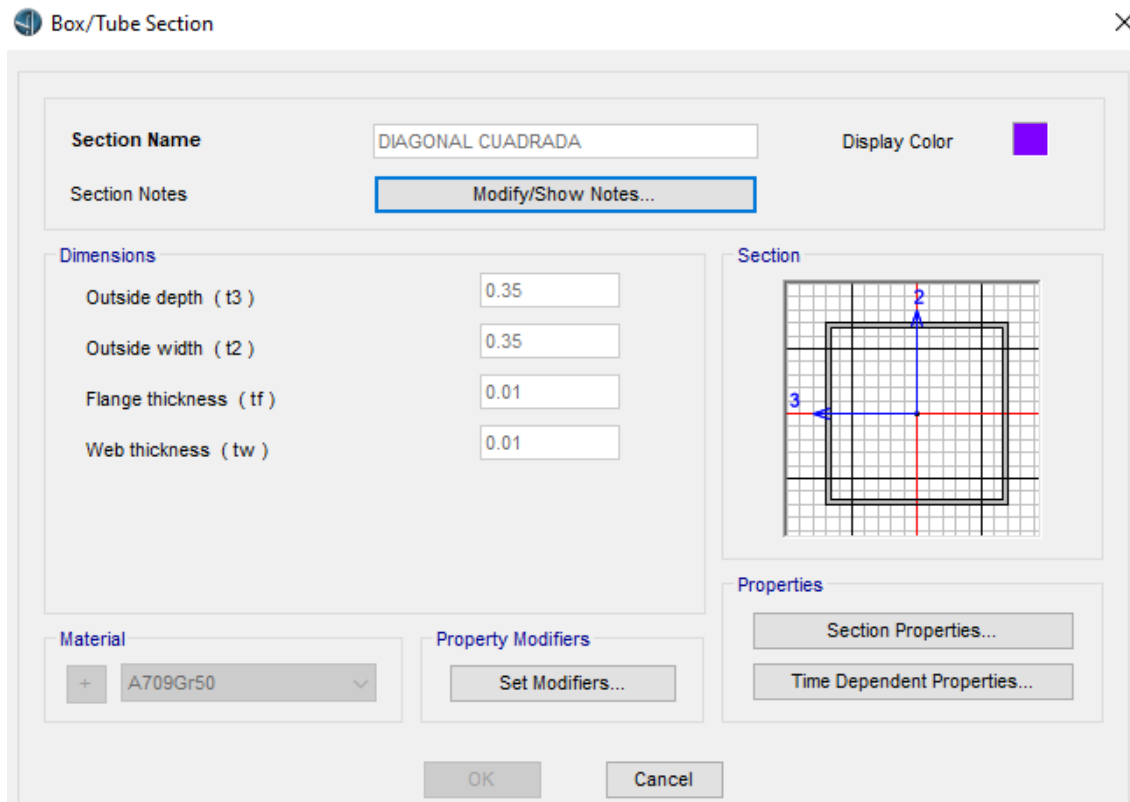 Box/Tube Section
Section Name
DIAGONAL CUADRADA
Display Color
Section Notes
Modify/Show Notes...
Dimensions
Outside depth ( t3 )
0.35
Outside width ( t2 )
0.35
Flange thickness ( tf )
0.01
Web thickness ( tw )
0.01
Section
2
3
Properties
Section Properties...
Time Dependent Properties...
Material
+
A709Gr50
Property Modifiers
Set Modifiers...
OK
Cancel